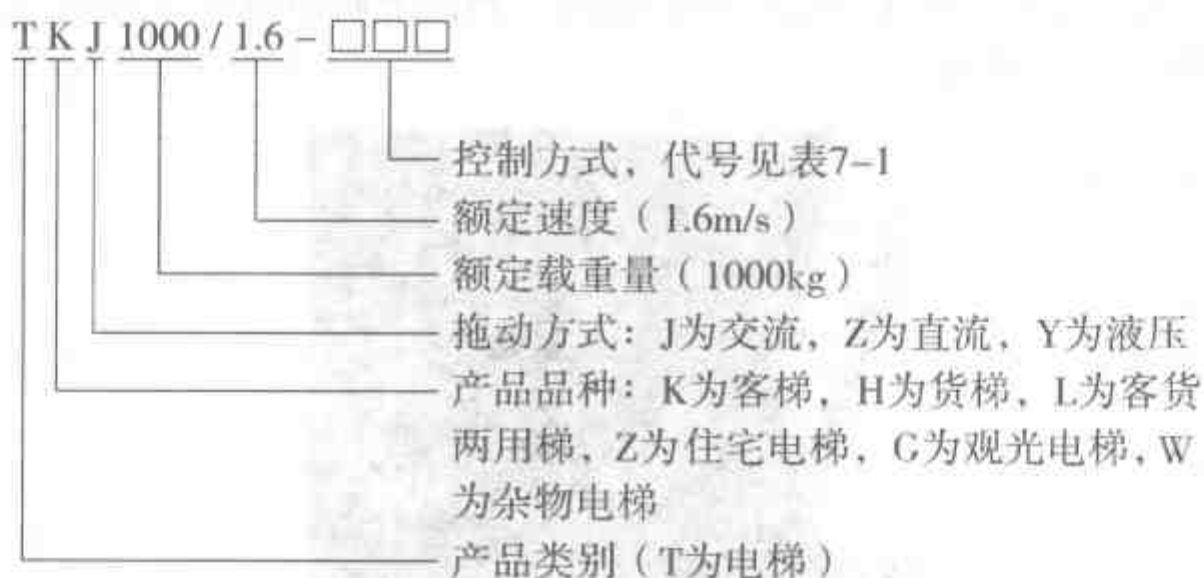 TKJ1000/1.6-□□□
控制方式，代号见表7-1
额定速度（1.6m/s）
额定载重量（1000kg）
拖动方式：J为交流，Z为直流，Y为液压
产品品种：K为客梯，H为货梯，L为客货
两用梯，Z为住宅电梯，G为观光电梯，W
为杂物电梯
产品类别（T为电梯）